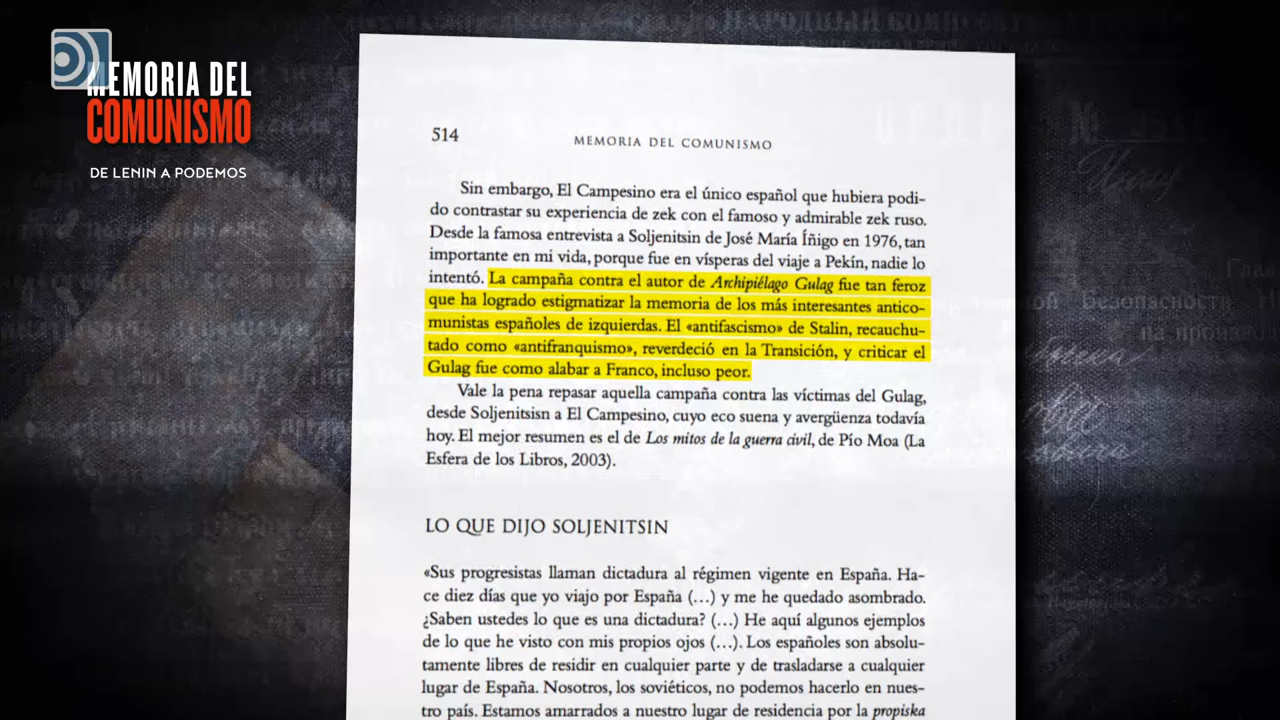 MEMORIA DEL
COMUNISMO
DE LENIN A PODEMOS
514
MEMORIA DEL COMUNISMO
Sin embargo, El Campesino era el único español que hubiera podi-
do contrastar su experiencia de zek con el famoso y admirable zek ruso.
Desde la famosa entrevista a Soljenitsin de José María Íñigo en 1976, tan
importante en mi vida, porque fue en vísperas del viaje a Pekín, nadie lo
intentó. La campaña contra el autor de Archipiélago Gulag fue tan feroz
que ha logrado estigmatizar la memoria de los más interesantes antico-
munistas españoles de izquierdas. El «antifascismo» de Stalin, recauchu-
tado como «antifranquismo», reverdeció en la Transición, y criticar el
Gulag fue como alabar a Franco, incluso peor.
Vale la pena repasar aquella campaña contra las víctimas del Gulag,
desde Soljenitsisn a El Campesino, cuyo eco suena y avergüenza todavía
hoy. El mejor resumen es el de Los mitos de la guerra civil, de Pío Moa (La
Esfera de los Libros, 2003).
LO QUE DIJO SOLJENITSIN
«Sus progresistas llaman dictadura al régimen vigente en España. Ha-
ce diez días que yo viajo por España (...) y me he quedado asombrado.
¿Saben ustedes lo que es una dictadura? (...) He aquí algunos ejemplos
de lo que he visto con mis propios ojos (...). Los españoles son absolu-
tamente libres de residir en cualquier parte y de trasladarse a cualquier
lugar de España. Nosotros, los soviéticos, no podemos hacerlo en nues-
tro país. Estamos amarrados a nuestro lugar de residencia por la propiska